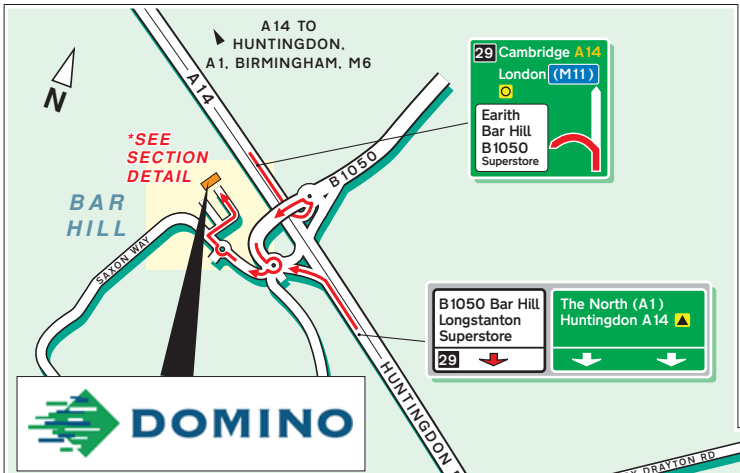 A14 TO
HUNTINGDON,
A1, BIRMINGHAM, M6
N
A14
*SEE
SECTION
DETAIL
BAR
HILL
SAXON WAY
B1050
29 Cambridge A14
London (M11)
Earith
Bar Hill
B1050
Superstore
B1050 Bar Hill
Longstanton
Superstore
29
The North (A1)
Huntingdon A14
HUNTINGDON
DRAYTON RD
DOMINO